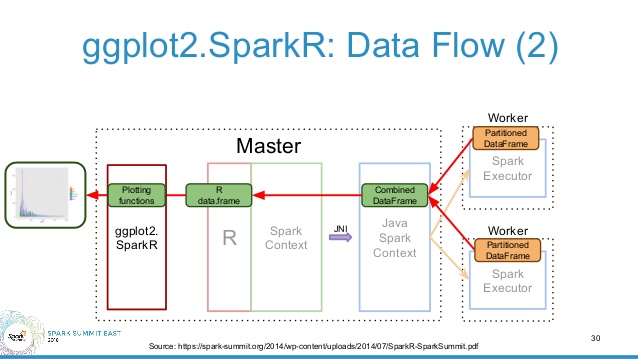 ggplot2.SparkR: Data Flow (2)
Worker
Partitioned
DataFrame
Spark
Executor
Master
Plotting
functions
R
data.frame
Combined
DataFrame
ggplot2.
SparkR
R
Spark
Context
JNI
Java
Spark
Context
Worker
Partitioned
DataFrame
Spark
Executor
Spark
SPARK SUMMIT EAST
2016
30
Source: https://spark-summit.org/2014/wp-content/uploads/2014/07/SparkR-SparkSummit.pdf